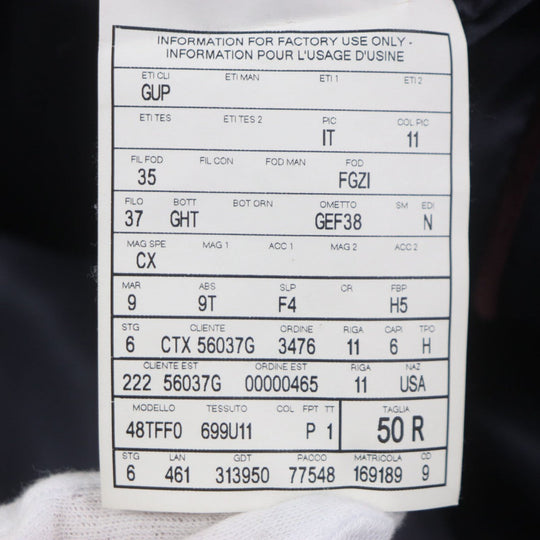 INFORMATION FOR FACTORY USE ONLY -
INFORMATION POUR L'USAGE D'USINE
ETI CLI ETI MAN ETI 1 ETI 2
GUP
ETI TES ETI TES 2 PIC COL PIC
IT 11
FIL FOD FIL CON FOD MAN FOD
35 FGZI
FILO BOTT BOT ORN OMETTO SM EDI
37 GHT GEF38 N
MAG SPE MAG 1 ACC 1 MAG 2 ACC 2
CX
MAR ABS SLP CR FBP
9 9T F4 H5
STG CLIENTE ORDINE RIGA CAPI TPO
6 CTX 56037G 3476 11 6 H
CLIENTE EST ORDINE EST RIGA NAZ
222 56037G 00000465 11 USA
MODELLO TESSUTO COL FPT TT TAGLIA
48TFF0 699U11 P 1 50 R
STG LAN GDT PACCO MATRICOLA CD
6 461 313950 77548 169189 9